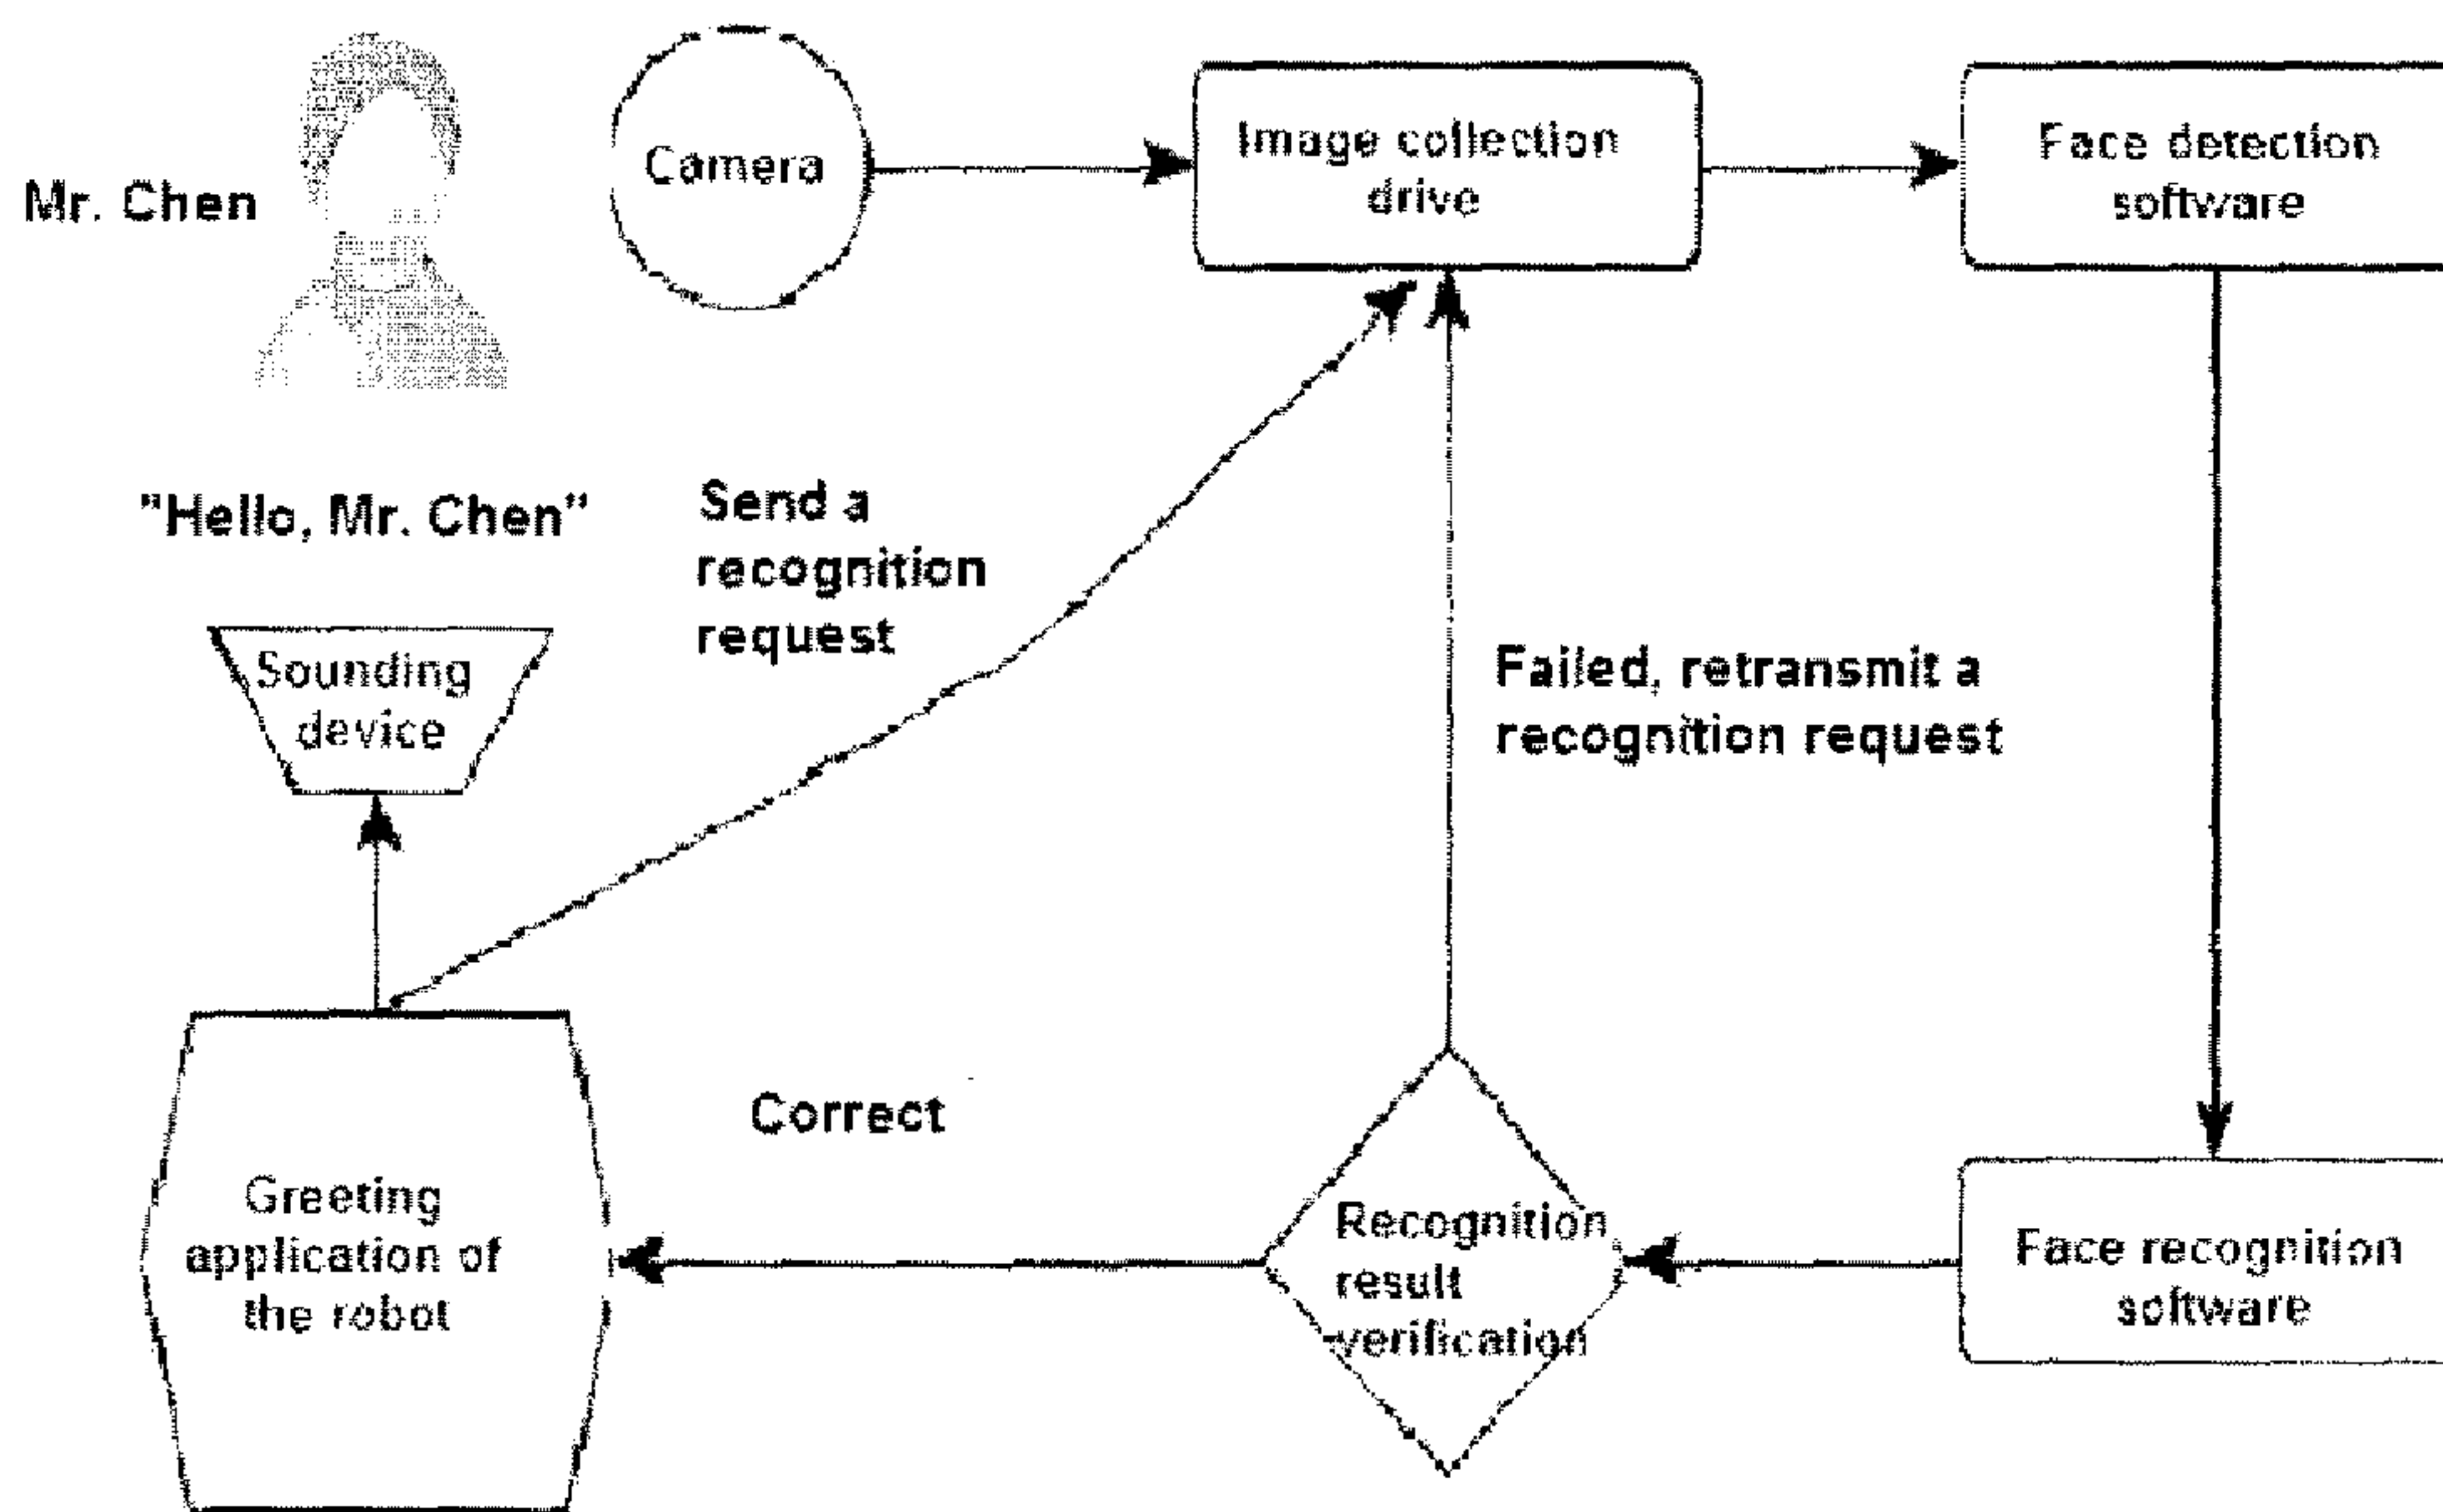 Mr. Chen
Camera
Image collection
drive
Face detection
software
"Hello, Mr. Chen"
Send a
recognition
request
Sounding
device
Failed, retransmit a
recognition request
Correct
Greeting
application of
the robot
Recognition
result
verification
Face recognition
software